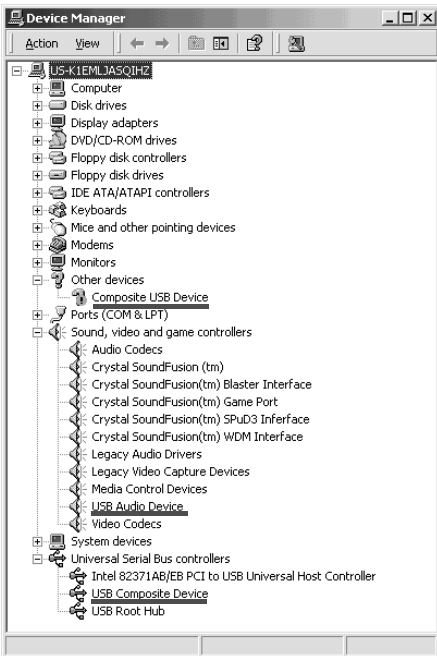 Device Manager
Action View
US-K1EMLJASQIHZ
Computer
Disk drives
Display adapters
DVD/CD-ROM drives
Floppy disk controllers
Floppy disk drives
IDE ATA/ATAPI controllers
Keyboards
Mice and other pointing devices
Modems
Monitors
Other devices
Composite USB Device
Ports (COM & LPT)
Sound, video and game controllers
Audio Codecs
Crystal SoundFusion (tm)
Crystal SoundFusion(tm) Blaster Interface
Crystal SoundFusion(tm) Game Port
Crystal SoundFusion(tm) SPuD3 Inferface
Crystal SoundFusion(tm) WDM Interface
Legacy Audio Drivers
Legacy Video Capture Devices
Media Control Devices
USB Audio Device
Video Codecs
System devices
Universal Serial Bus controllers
Intel 82371AB/EB PCI to USB Universal Host Controller
USB Composite Device
USB Root Hub